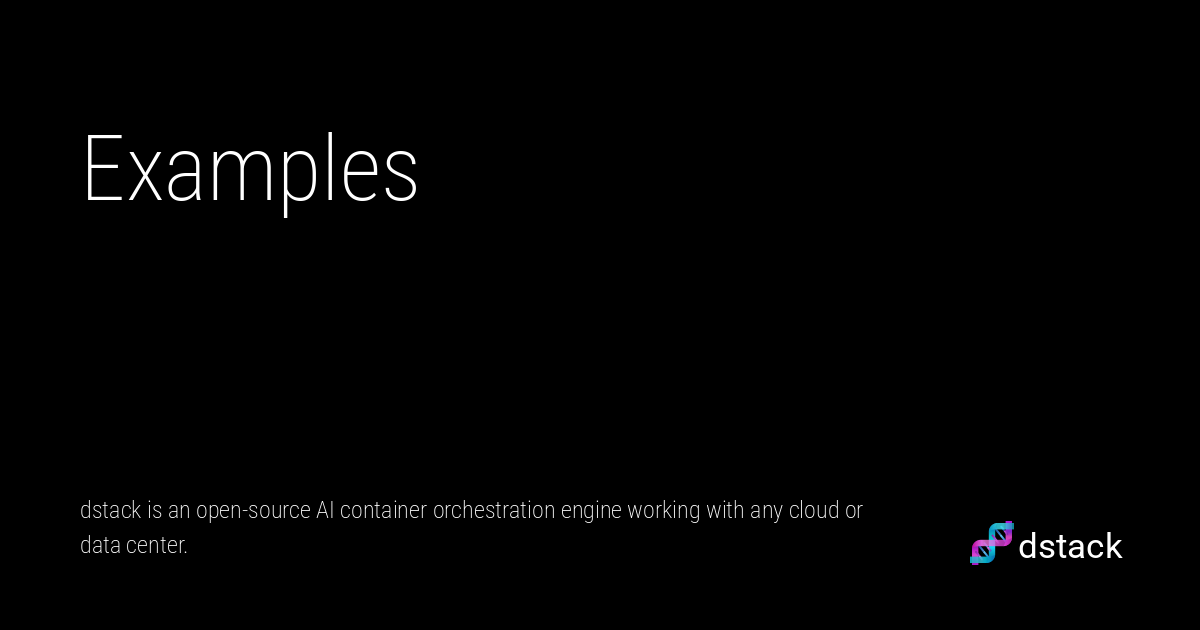 Examples
dstack is an open-source AI container orchestration engine working with any cloud or
data center.
dstack